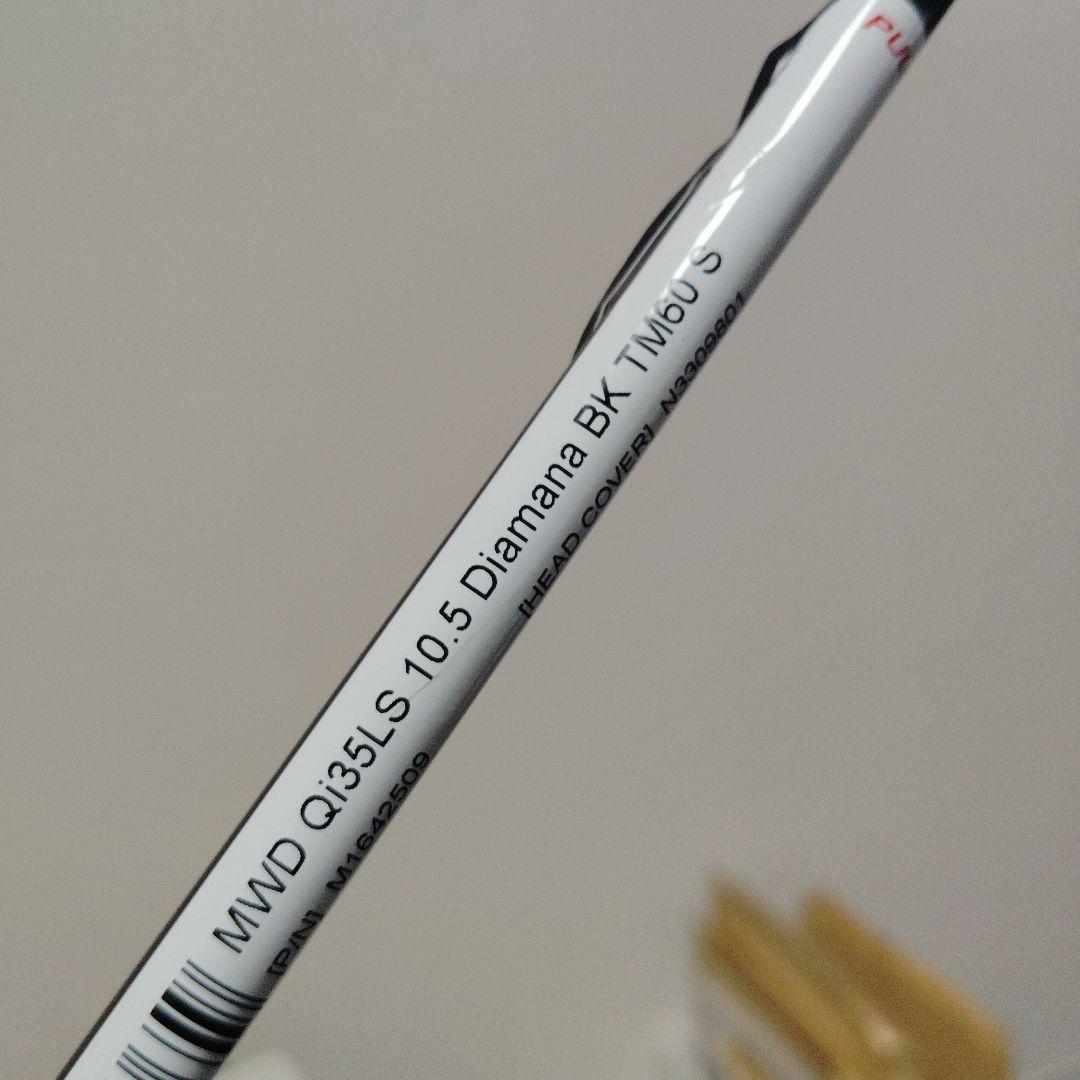 MWD Qi35LS 10.5 Diamana BK TM60 S
[P/N] M1642509 [HEAD COVER] N3309801